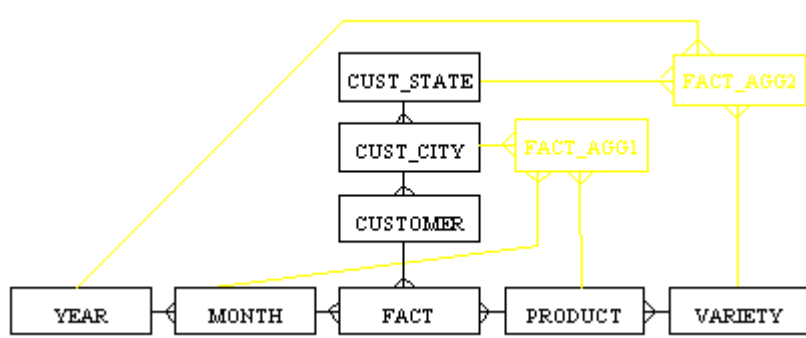 CUST_STATE
FACT_AGG2
CUST_CITY
FACT_AGG1
CUSTOMER
YEAR
MONTH
FACT
PRODUCT
VARIETY